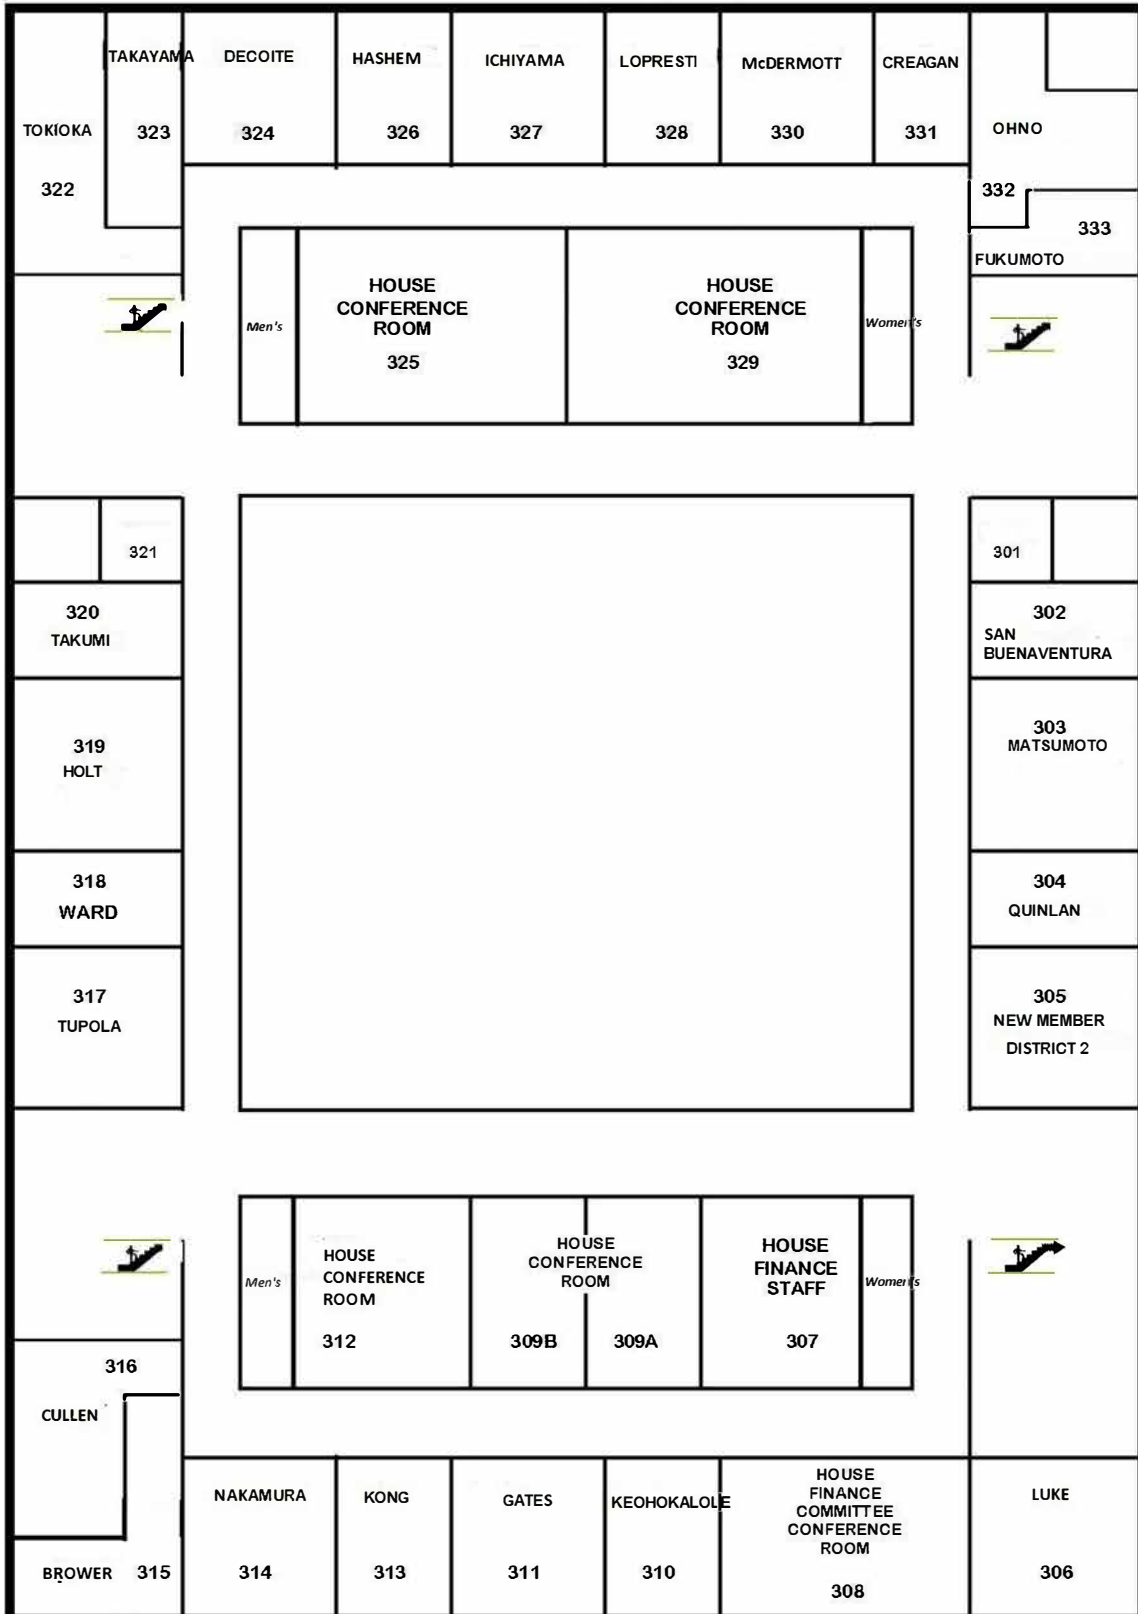 TAKAYAMA
DECOITE
HASHEM
ICHIYAMA
LOPRESTI
McDERMOTT
CREAGAN
TOKIOKA
323
324
326
327
328
330
331
OHNO
322
332
333
FUKUMOTO
Men's
HOUSE
CONFERENCE
ROOM
325
HOUSE
CONFERENCE
ROOM
329
Women's
321
301
320
TAKUMI
302
SAN
BUENAVENTURA
319
HOLT
303
MATSUMOTO
318
WARD
304
QUINLAN
317
TUPOLA
305
NEW MEMBER
DISTRICT 2
Men's
HOUSE
CONFERENCE
ROOM
312
HOUSE
CONFERENCE
ROOM
309B
309A
HOUSE
FINANCE
STAFF
307
Women's
316
CULLEN
BROWER 315
NAKAMURA
314
KONG
313
GATES
311
KEOHOKALOLE
310
HOUSE
FINANCE
COMMITTEE
CONFERENCE
ROOM
308
LUKE
306